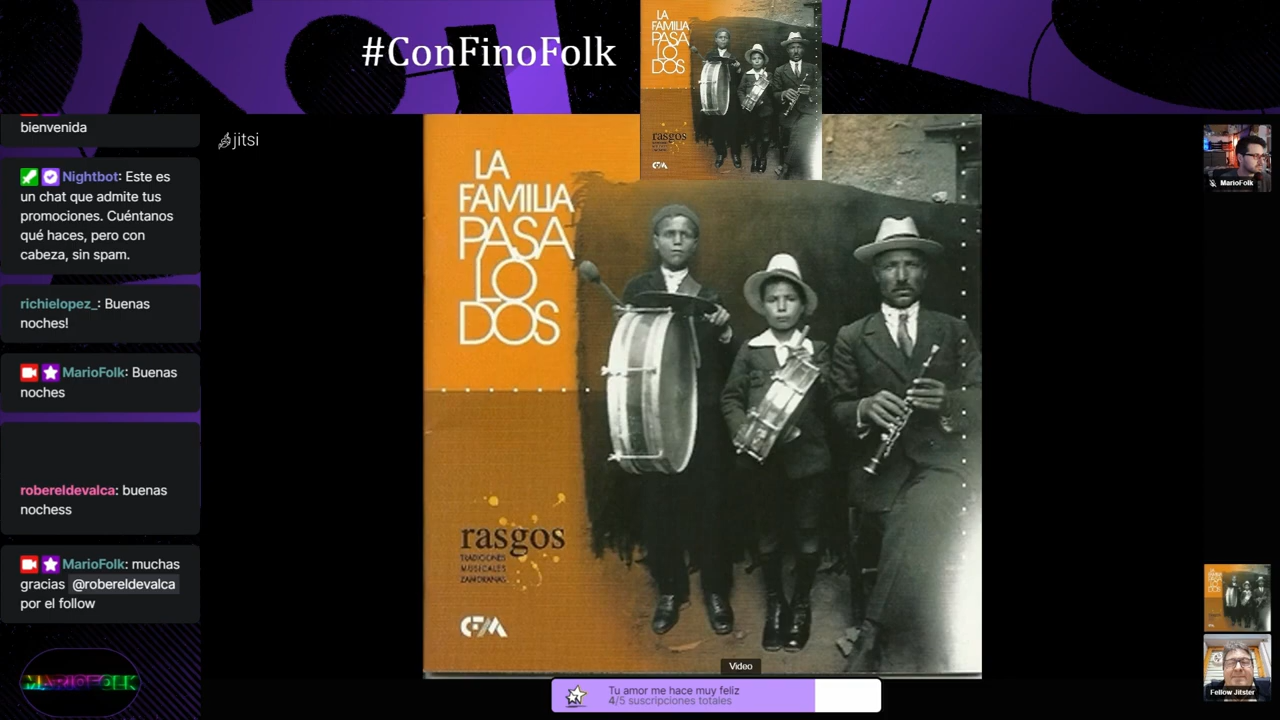 #ConFinoFolk
LA
FAMILIA
PASA
LO
DOS
rasgos
CFM
bienvenida
Nightbot: Este es
un chat que admite tus
promociones. Cuéntanos
qué haces, pero con
cabeza, sin spam.
richielopez_: Buenas
noches!
MarioFolk: Buenas
noches
robereldevalca: buenas
nochess
MarioFolk: muchas
gracias @robereldevalca
por el follow
MARIOFOLK
jitsi
LA
FAMILIA
PASA
LO
DOS
rasgos
TRADICIONES
MUSICALES
ZAMORANAS
CFM
Video
Tu amor me hace muy feliz
4/5 suscripciones totales
MarioFolk
Fellow Jitster